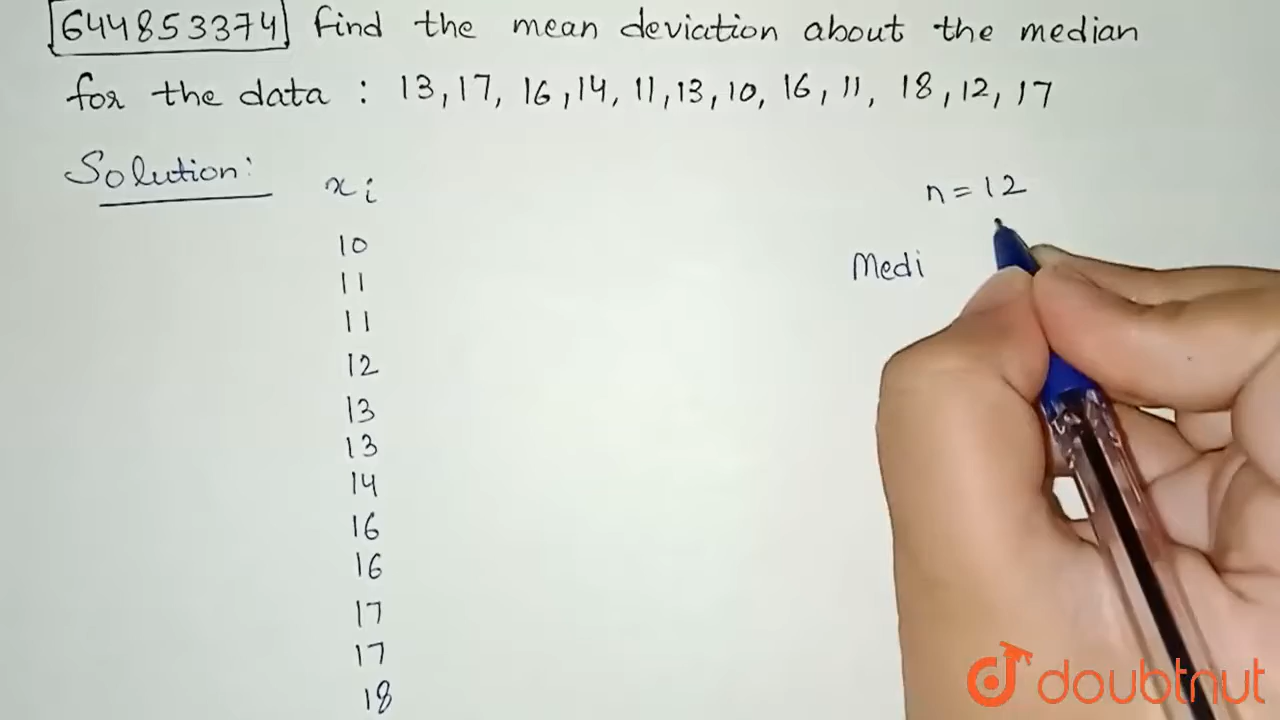 644853374 Find the mean deviation about the median
for the data : 13, 17, 16, 14, 11, 13, 10, 16, 11, 18, 12, 17
Solution:
xi
n = 12
10
Medi
11
11
12
13
13
14
16
16
17
17
18
doubtnut